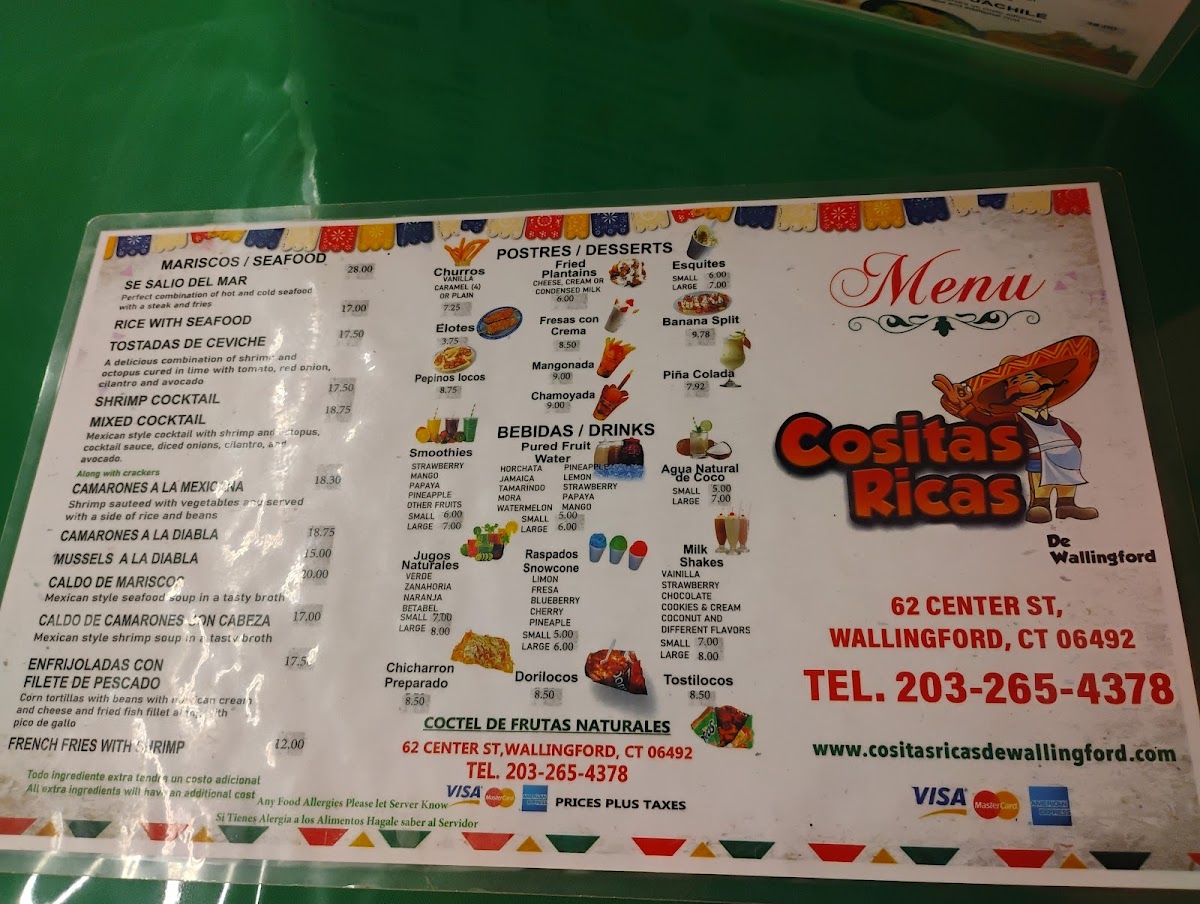 JACHILE
MARISCOS / SEAFOOD
SE SALIO DEL MAR 28.00
Perfect combination of hot and cold seafood
with a steak and fries
RICE WITH SEAFOOD 17.00
TOSTADAS DE CEVICHE 17.50
A delicious combination of shrimp and
octopus cured in lime with tomato, red onion,
cilantro and avocado
SHRIMP COCKTAIL 17.50
MIXED COCKTAIL 18.75
Mexican style cocktail with shrimp and octopus,
cocktail sauce, diced onions, cilantro, and
avocado.
Along with crackers
CAMARONES A LA MEXICANA 18.30
Shrimp sauteed with vegetables and served
with a side of rice and beans
CAMARONES A LA DIABLA 18.75
MUSSELS A LA DIABLA 15.00
CALDO DE MARISCOS 20.00
Mexican style seafood soup in a tasty broth
CALDO DE CAMARONES CON CABEZA 17.00
Mexican style shrimp soup in a tasty broth
ENFRIJOLADAS CON 17.50
FILETE DE PESCADO
Corn tortillas with beans with mexican cream
and cheese and fried fish fillet along with
pico de gallo
FRENCH FRIES WITH SHRIMP 12.00
Todo ingrediente extra tendra un costo adicional
All extra ingredients will have an additional cost
Any Food Allergies Please let Server Know
Si Tienes Alergia a los Alimentos Hagale saber al Servidor
POSTRES / DESSERTS
Churros
VANILLA
CARAMEL (4)
OR PLAIN
7.25
Fried
Plantains
CHEESE, CREAM OR
CONDENSED MILK
6.00
Esquites
SMALL 6.00
LARGE 7.00
Elotes
3.75
Fresas con
Crema
8.50
Banana Split
9.78
Pepinos locos
8.75
Mangonada
9.00
Chamoyada
9.00
Piña Colada
7.92
BEBIDAS / DRINKS
Smoothies
STRAWBERRY
MANGO
PAPAYA
PINEAPPLE
OTHER FRUITS
SMALL 6.00
LARGE 7.00
Pured Fruit
Water
HORCHATA PINEAPPLE
JAMAICA LEMON
TAMARINDO STRAWBERRY
MORA PAPAYA
WATERMELON MANGO
SMALL 5.00
LARGE 6.00
Agua Natural
de Coco
SMALL 5.00
LARGE 7.00
Jugos
Naturales
VERDE
ZANAHORIA
NARANJA
BETABEL
SMALL 7.00
LARGE 8.00
Raspados
Snowcone
LIMON
FRESA
BLUEBERRY
CHERRY
PINEAPLE
SMALL 5.00
LARGE 6.00
Milk
Shakes
VAINILLA
STRAWBERRY
CHOCOLATE
COOKIES & CREAM
COCONUT AND
DIFFERENT FLAVORS
SMALL 7.00
LARGE 8.00
Chicharron
Preparado
8.50
Dorilocos
8.50
Tostilocos
8.50
COCTEL DE FRUTAS NATURALES
62 CENTER ST,WALLINGFORD, CT 06492
TEL. 203-265-4378
VISA MasterCard AMERICAN EXPRESS PRICES PLUS TAXES
Menu
Cositas
Ricas
De
Wallingford
62 CENTER ST,
WALLINGFORD, CT 06492
TEL. 203-265-4378
www.cositasricasdewallingford.com
VISA MasterCard AMERICAN EXPRESS